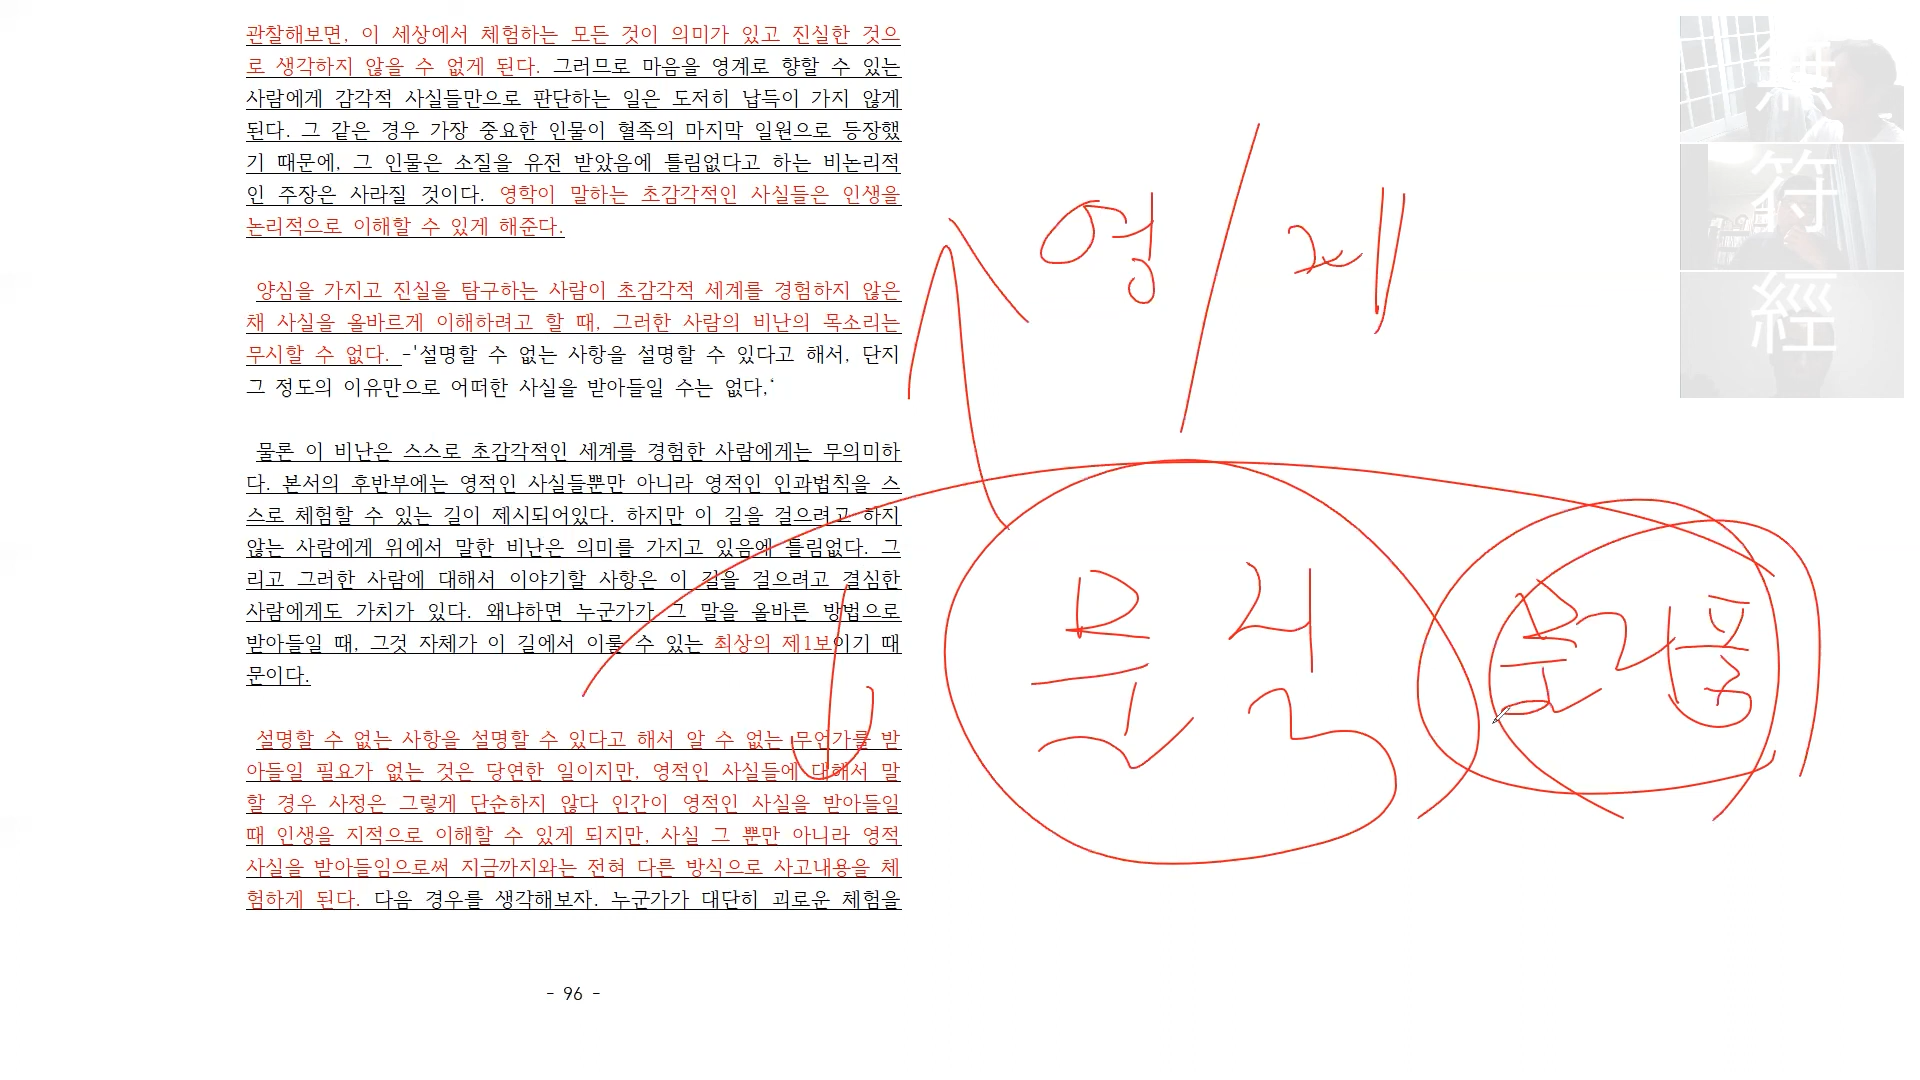 관찰해보면, 이 세상에서 체험하는 모든 것이 의미가 있고 진실한 것으
로 생각하지 않을 수 없게 된다. 그러므로 마음을 영계로 향할 수 있는
사람에게 감각적 사실들만으로 판단하는 일은 도저히 납득이 가지 않게
된다. 그 같은 경우 가장 중요한 인물이 혈족의 마지막 일원으로 등장했
기 때문에, 그 인물은 소질을 유전 받았음에 틀림없다고 하는 비논리적
인 주장은 사라질 것이다. 영학이 말하는 초감각적인 사실들은 인생을
논리적으로 이해할 수 있게 해준다.
양심을 가지고 진실을 탐구하는 사람이 초감각적 세계를 경험하지 않은
채 사실을 올바르게 이해하려고 할 때, 그러한 사람의 비난의 목소리는
무시할 수 없다. -'설명할 수 없는 사항을 설명할 수 있다고 해서, 단지
그 정도의 이유만으로 어떠한 사실을 받아들일 수는 없다,‘
물론 이 비난은 스스로 초감각적인 세계를 경험한 사람에게는 무의미하
다. 본서의 후반부에는 영적인 사실들뿐만 아니라 영적인 인과법칙을 스
스로 체험할 수 있는 길이 제시되어있다. 하지만 이 길을 걸으려고 하지
않는 사람에게 위에서 말한 비난은 의미를 가지고 있음에 틀림없다. 그
리고 그러한 사람에 대해서 이야기할 사항은 이 길을 걸으려고 결심한
사람에게도 가치가 있다. 왜냐하면 누군가가 그 말을 올바른 방법으로
받아들일 때, 그것 자체가 이 길에서 이룰 수 있는 최상의 제1보이기 때
문이다.
설명할 수 없는 사항을 설명할 수 있다고 해서 알 수 없는 무언가를 받
아들일 필요가 없는 것은 당연한 일이지만, 영적인 사실들에 대해서 말
할 경우 사정은 그렇게 단순하지 않다 인간이 영적인 사실을 받아들일
때 인생을 지적으로 이해할 수 있게 되지만, 사실 그 뿐만 아니라 영적
사실을 받아들임으로써 지금까지와는 전혀 다른 방식으로 사고내용을 체
험하게 된다. 다음 경우를 생각해보자. 누군가가 대단히 괴로운 체험을
- 96 -
영 / 계
물질
符
經